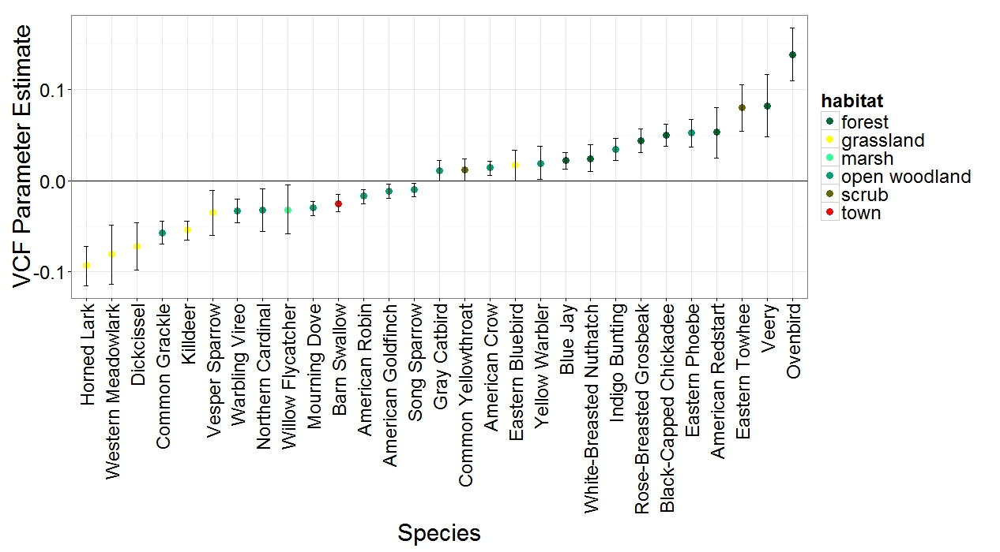 VCF Parameter Estimate
0.1
0.0
-0.1
Horned Lark
Western Meadowlark
Dickcissel
Common Grackle
Killdeer
Vesper Sparrow
Warbling Vireo
Northern Cardinal
Willow Flycatcher
Mourning Dove
Barn Swallow
American Robin
American Goldfinch
Song Sparrow
Gray Catbird
Common Yellowthroat
American Crow
Eastern Bluebird
Yellow Warbler
Blue Jay
White-Breasted Nuthatch
Indigo Bunting
Rose-Breasted Grosbeak
Black-Capped Chickadee
Eastern Phoebe
American Redstart
Eastern Towhee
Veery
Ovenbird
Species
habitat
forest
grassland
marsh
open woodland
scrub
town